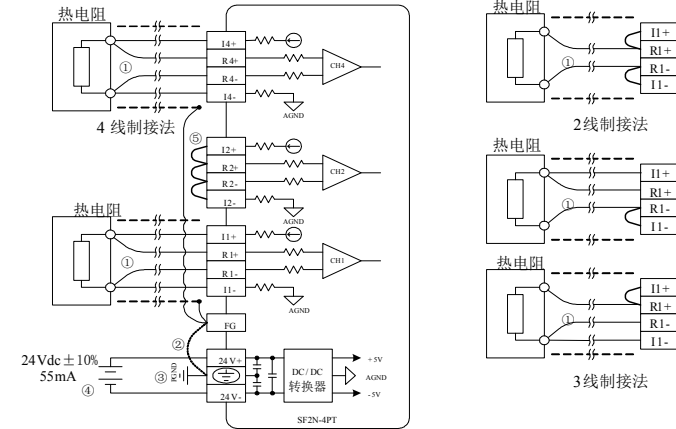 热电阻
①
I4+
R4+
R4-
I4-
CH4
AGND
4 线制接法
⑤
I2+
R2+
R2-
I2-
CH2
AGND
热电阻
①
I1+
R1+
R1-
I1-
CH1
AGND
FG
②
24Vdc±10%
55mA
④
③
FGND
24V+
24V-
DC/DC
转换器
+5V
AGND
-5V
SF2N-4PT
热电阻
①
I1+
R1+
R1-
I1-
2线制接法
热电阻
①
I1+
R1+
R1-
I1-
热电阻
①
I1+
R1+
R1-
I1-
3线制接法